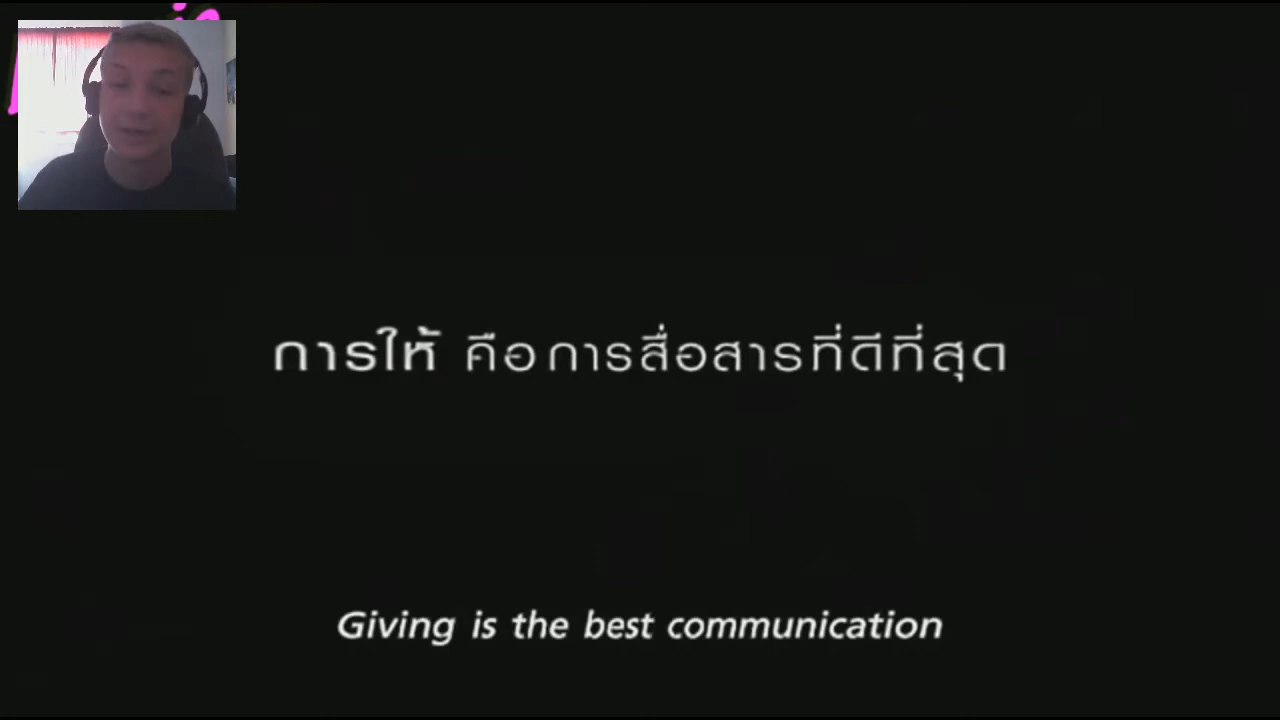 การให้ คือการสื่อสารที่ดีที่สุด
Giving is the best communication